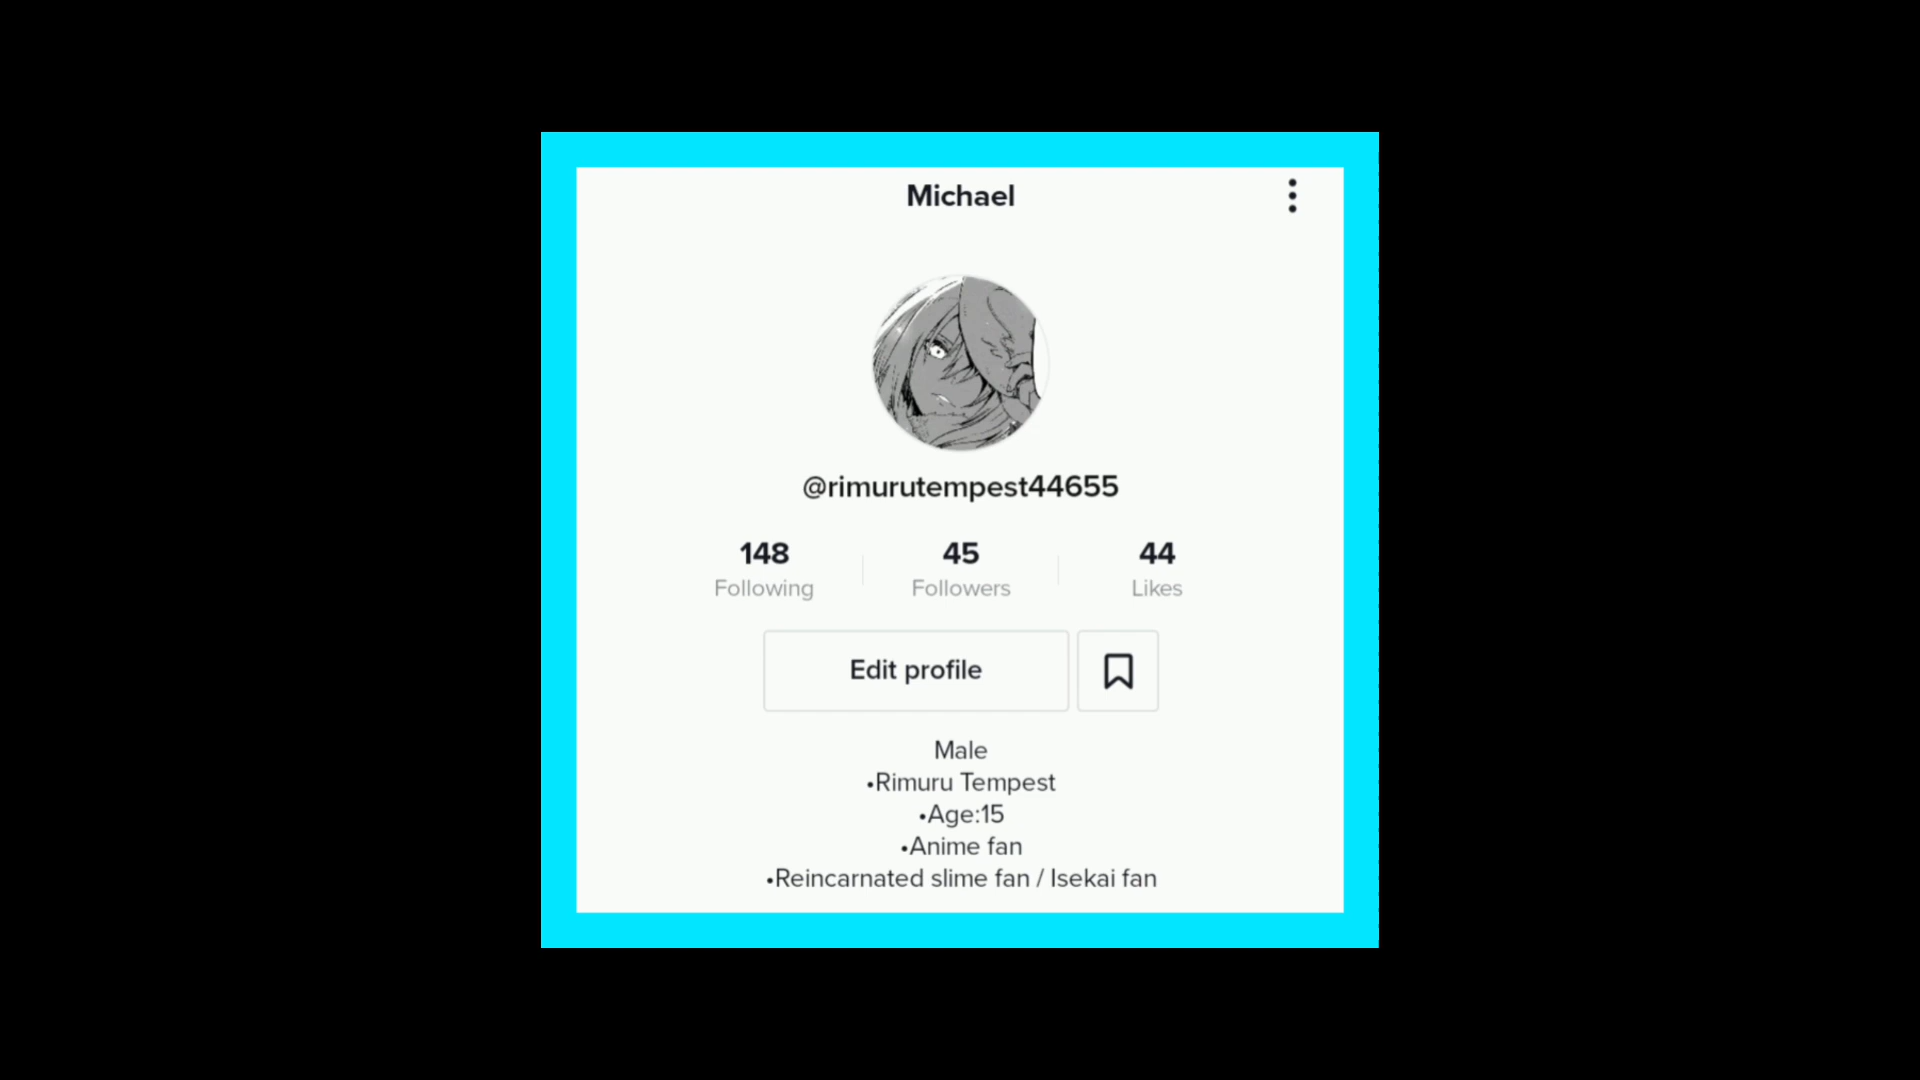 Michael
@rimurutempest44655
148 45 44
Following Followers Likes
Edit profile
Male
•Rimuru Tempest
•Age:15
•Anime fan
•Reincarnated slime fan / Isekai fan